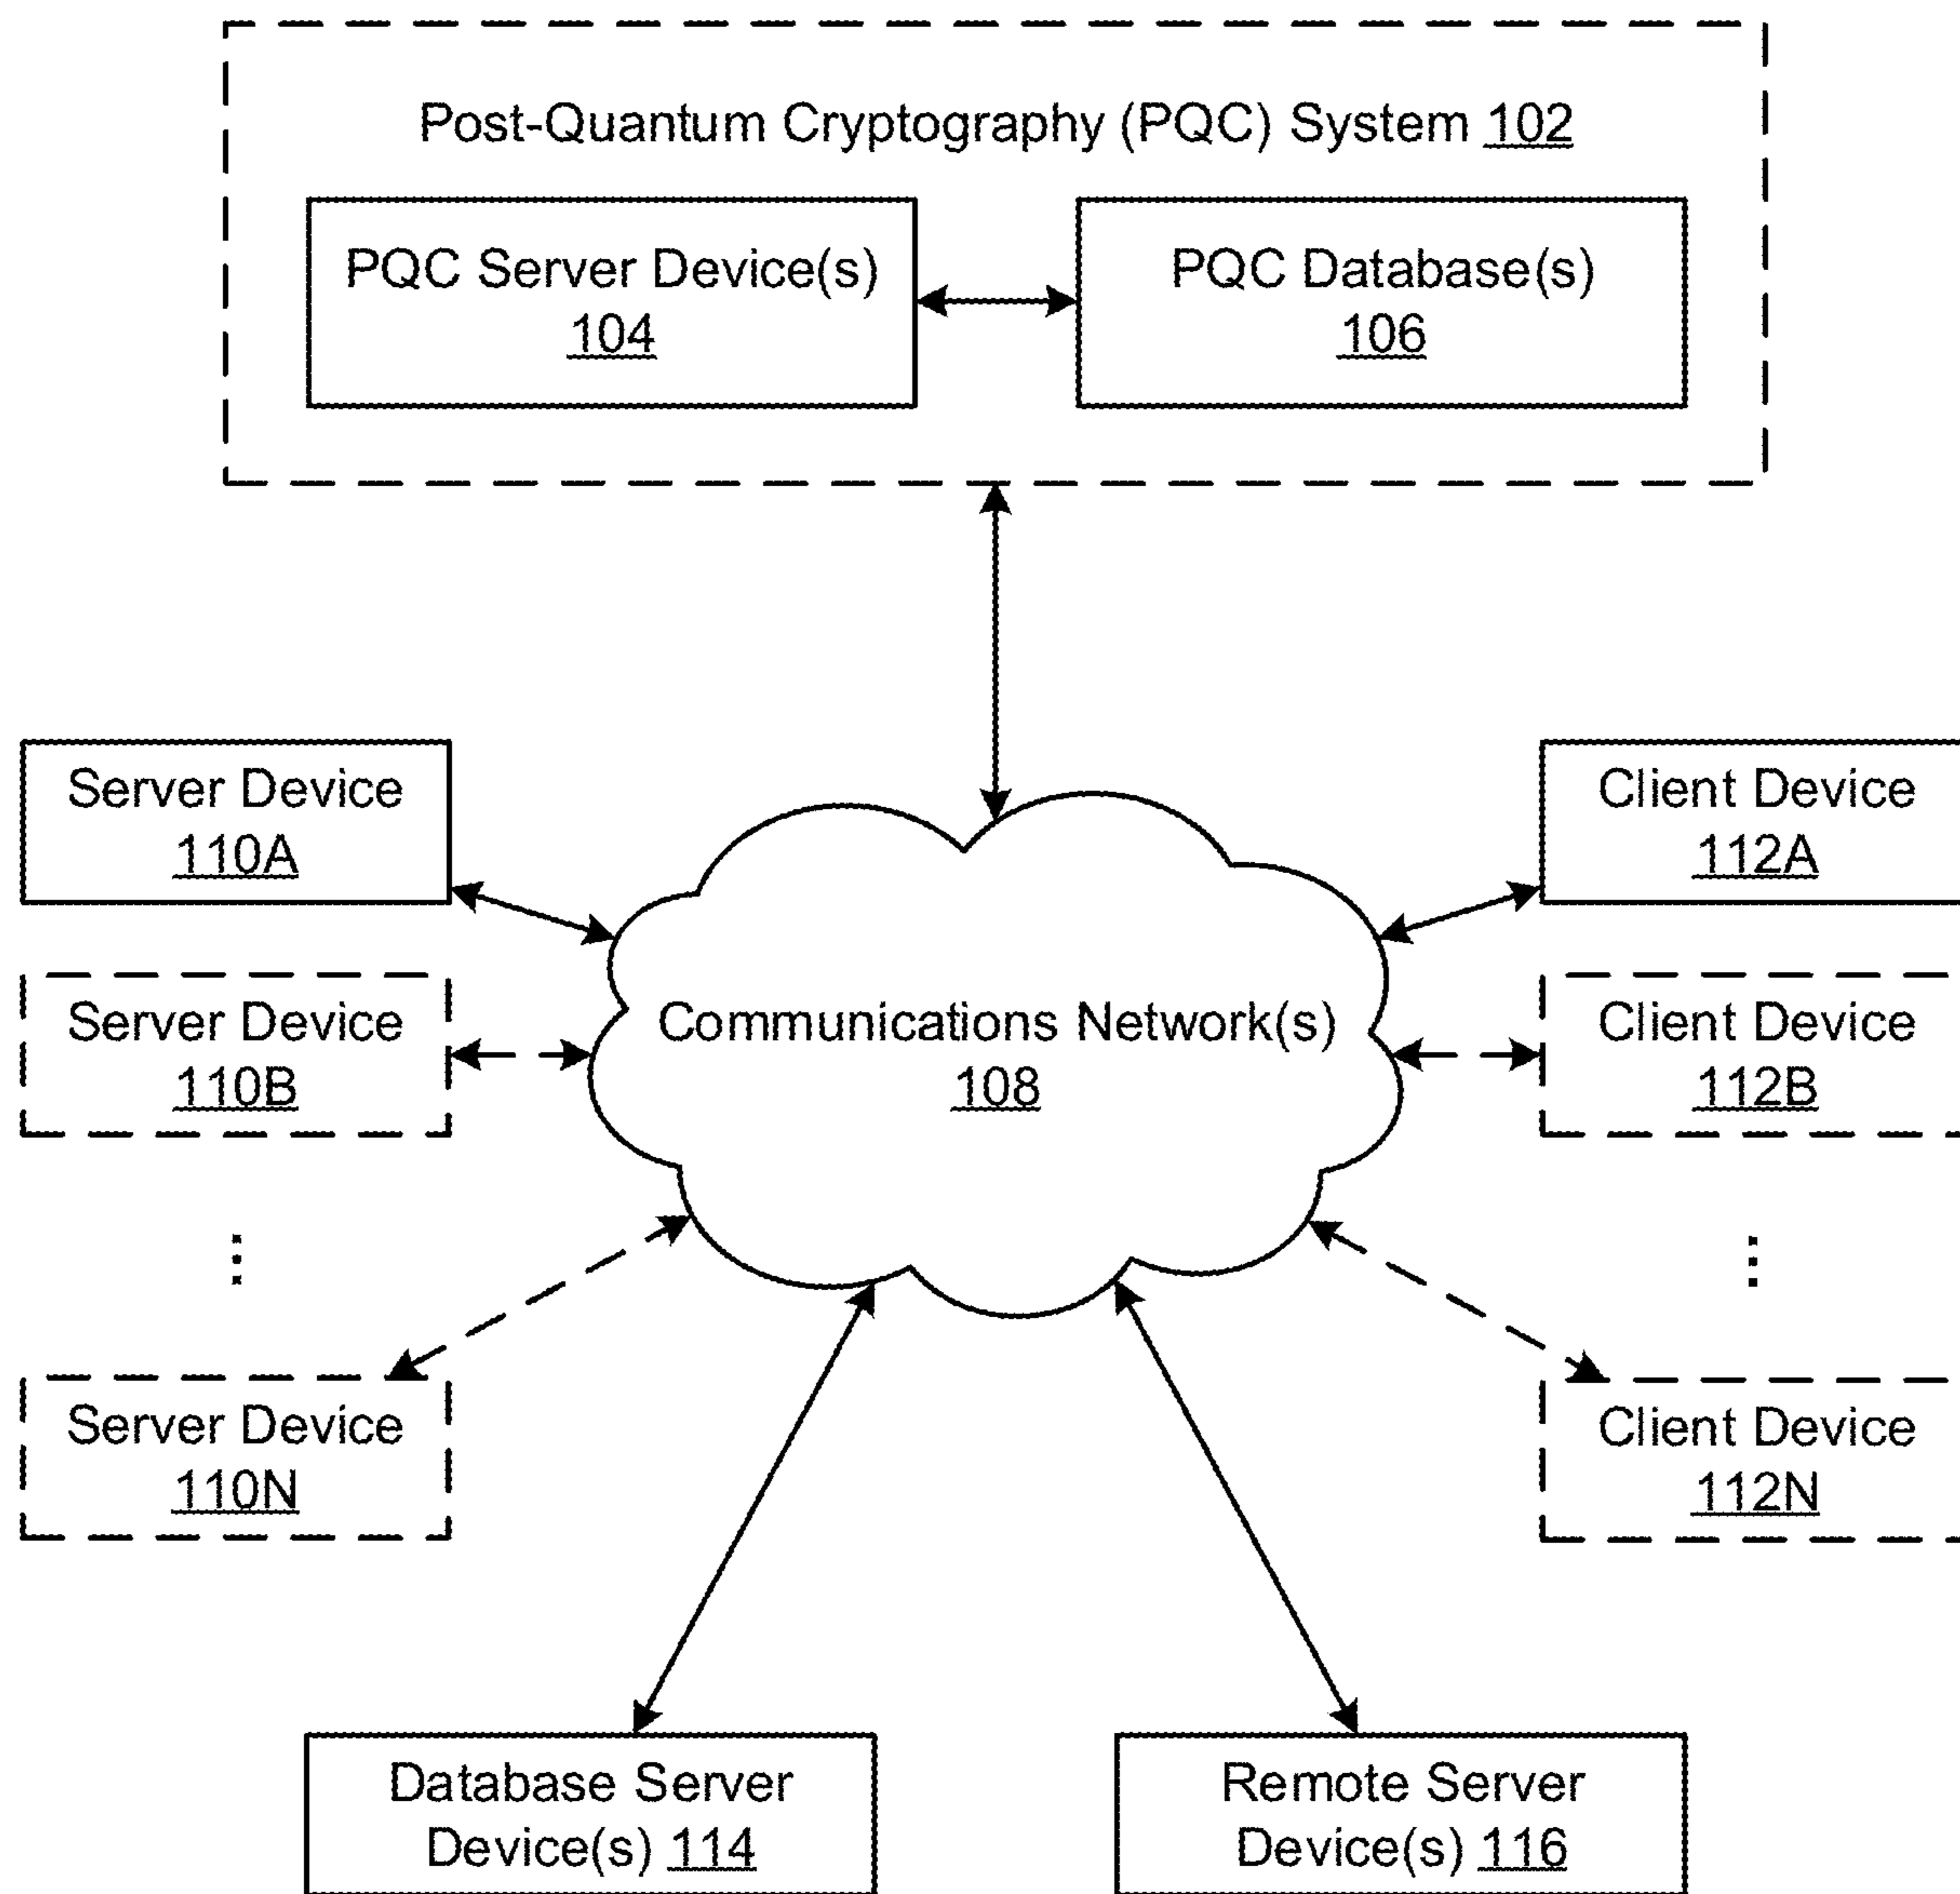 Post-Quantum Cryptography (PQC) System 102
PQC Server Device(s)
104
PQC Database(s)
106
Server Device
110A
Client Device
112A
Communications Network(s)
108
Server Device
110B
Client Device
112B
Server Device
110N
Client Device
112N
Database Server
Device(s) 114
Remote Server
Device(s) 116